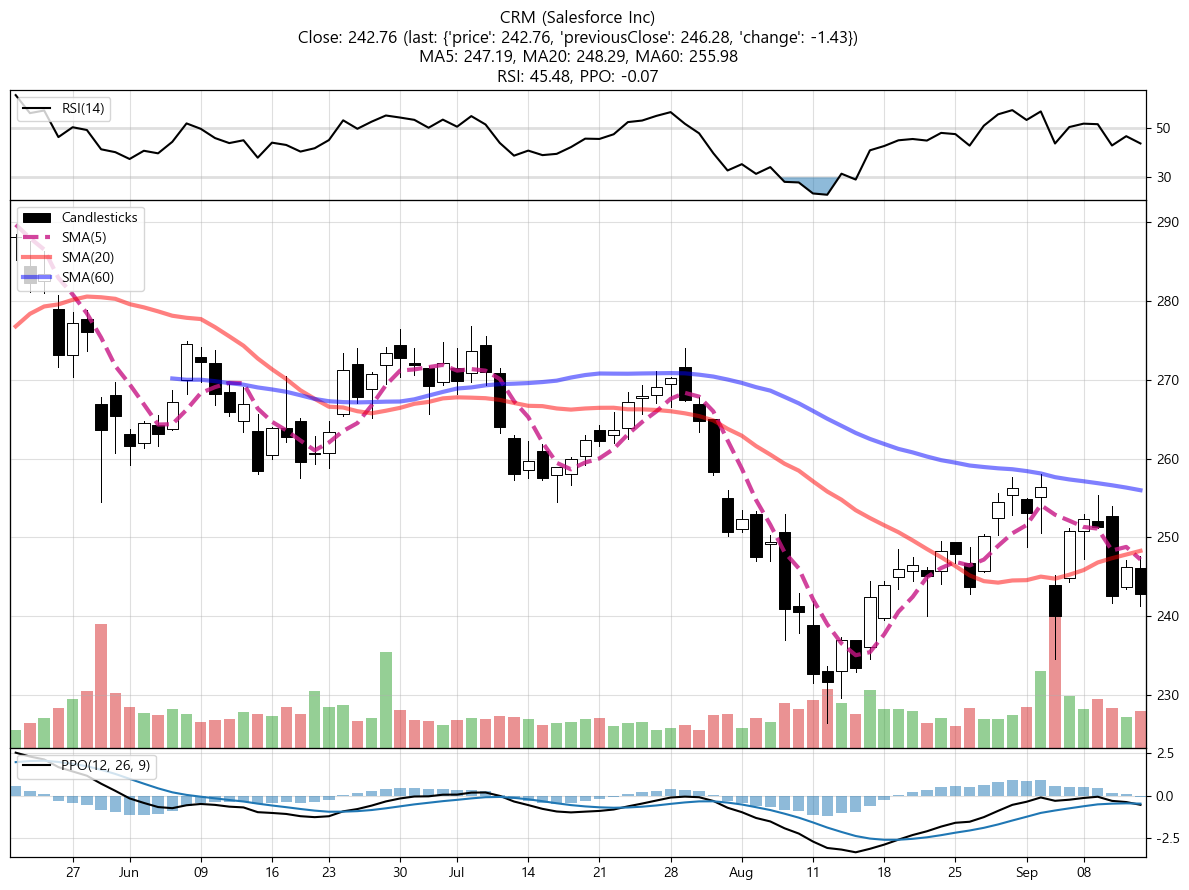 CRM (Salesforce Inc)
Close: 242.76 (last: {'price': 242.76, 'previousClose': 246.28, 'change': -1.43})
MA5: 247.19, MA20: 248.29, MA60: 255.98
RSI: 45.48, PPO: -0.07
RSI(14)
50
30
Candlesticks
SMA(5)
SMA(20)
SMA(60)
290
280
270
260
250
240
230
PPO(12, 26, 9)
2.5
0.0
-2.5
27 Jun 09 16 23 30 Jul 14 21 28 Aug 11 18 25 Sep 08